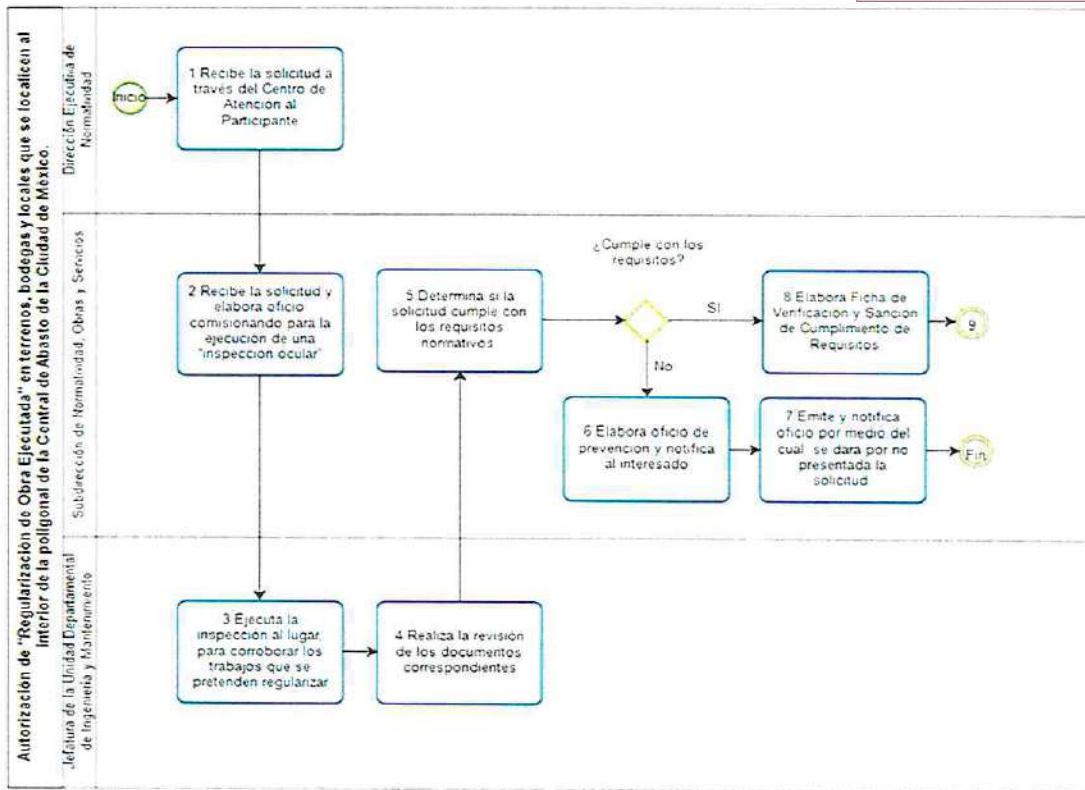 Autorización de "Regularización de Obra Ejecutada" en terrenos, bodegas y locales que se localicen al
interior de la poligonal de la Central de Abasto de la Ciudad de México.
Dirección Ejecutiva de
Normatividad
Inicio
1 Recibe la solicitud a
través del Centro de
Atención al
Participante
Subdirección de Normatividad, Obras y Servicios
2 Recibe la solicitud y
elabora oficio
comisionando para la
ejecución de una
"inspección ocular"
5 Determina si la
solicitud cumple con
los requisitos
normativos
¿Cumple con los
requisitos?
SI
8 Elabora Ficha de
Verificación y Sanción
de Cumplimiento de
Requisitos
9
No
6 Elabora oficio de
prevención y notifica
al interesado
7 Emite y notifica
oficio por medio del
cual se dará por no
presentada la
solicitud
Fin
Jefatura de la Unidad Departamental
de Ingeniería y Mantenimiento
3 Ejecuta la
inspección al lugar,
para corroborar los
trabajos que se
pretenden regularizar
4 Realiza la revisión
de los documentos
correspondientes